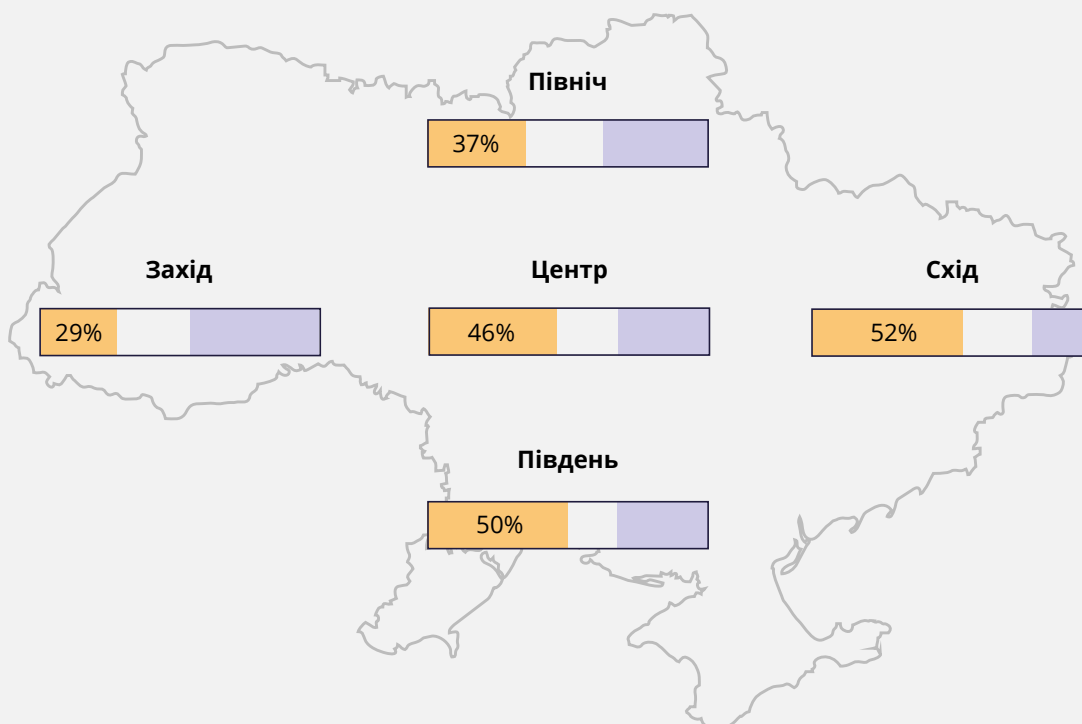 Північ
37%
Захід
29%
Центр
46%
Схід
52%
Південь
50%